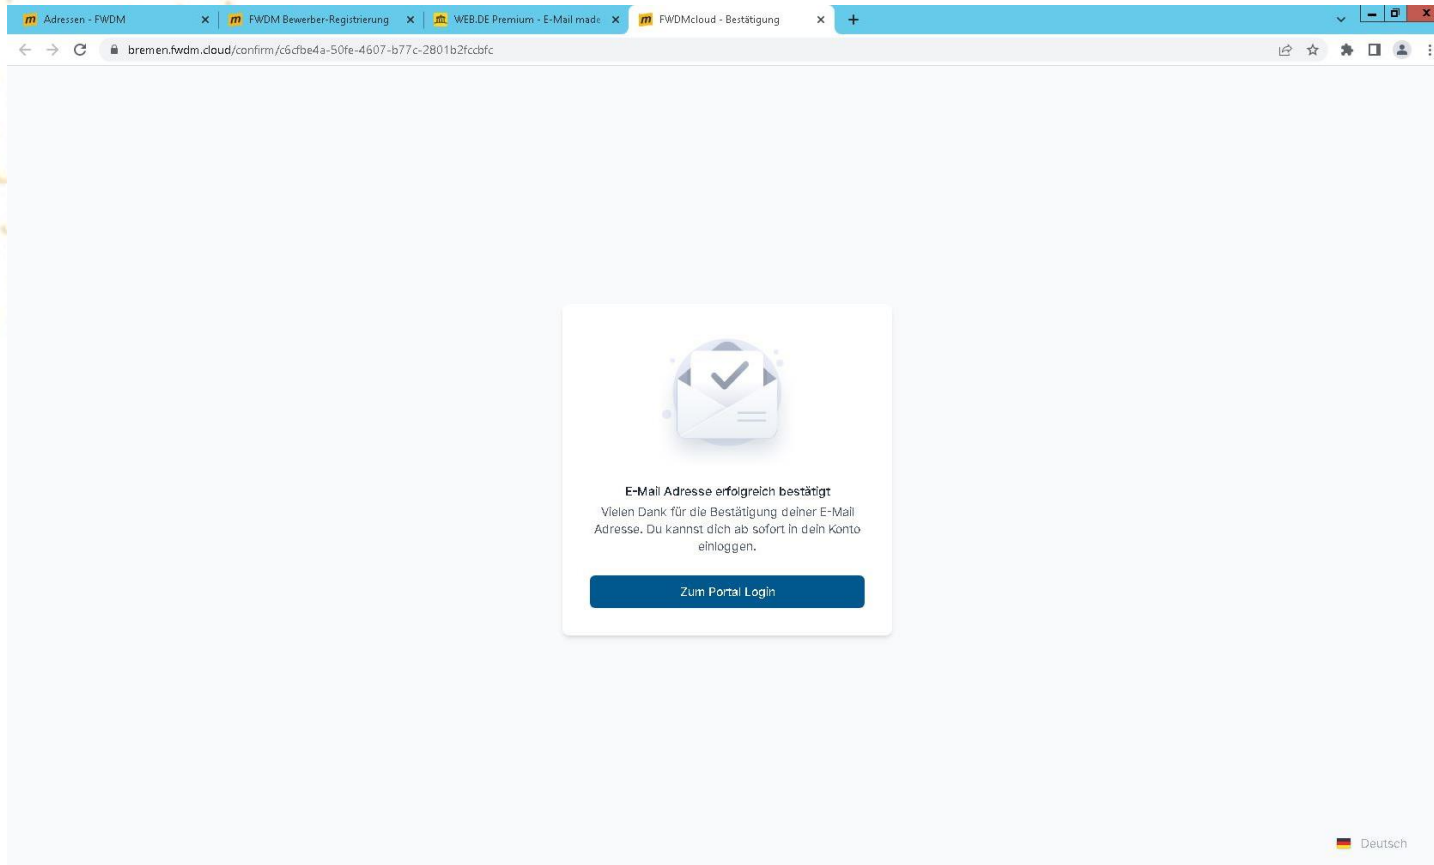 Adressen - FWDM
FWDM Bewerber-Registrierung
WEB.DE Premium - E-Mail made
FWDMcloud - Bestätigung
bremen.fwdm.cloud/confirm/c6cfbe4a-50fe-4607-b77c-2801b2fccbfc
E-Mail Adresse erfolgreich bestätigt
Vielen Dank für die Bestätigung deiner E-Mail
Adresse. Du kannst dich ab sofort in dein Konto
einloggen.
Zum Portal Login
Deutsch